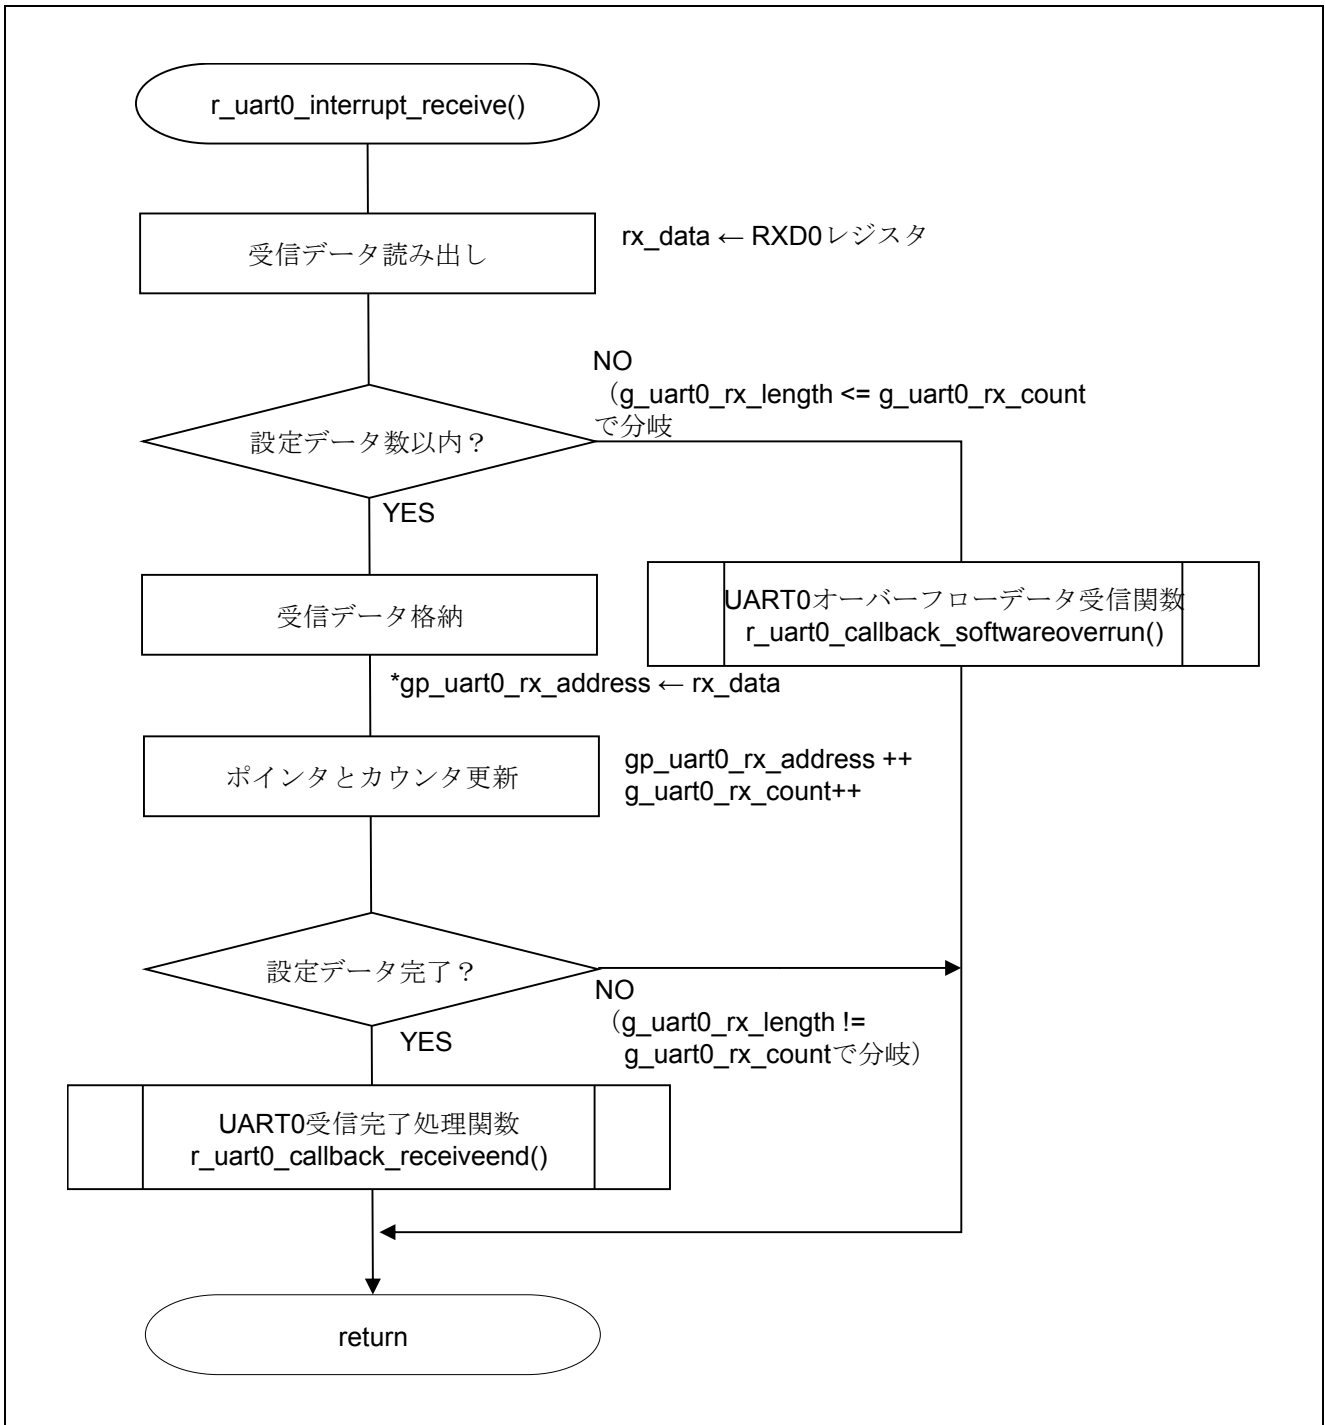 r_uart0_interrupt_receive()
受信データ読み出し
rx_data ← RXD0レジスタ
NO
（g_uart0_rx_length <= g_uart0_rx_count
で分岐
設定データ数以内？
YES
受信データ格納
UART0オーバーフローデータ受信関数
r_uart0_callback_softwareoverrun()
*gp_uart0_rx_address ← rx_data
ポインタとカウンタ更新
gp_uart0_rx_address ++
g_uart0_rx_count++
設定データ完了？
NO
（g_uart0_rx_length !=
g_uart0_rx_countで分岐）
YES
UART0受信完了処理関数
r_uart0_callback_receiveend()
return